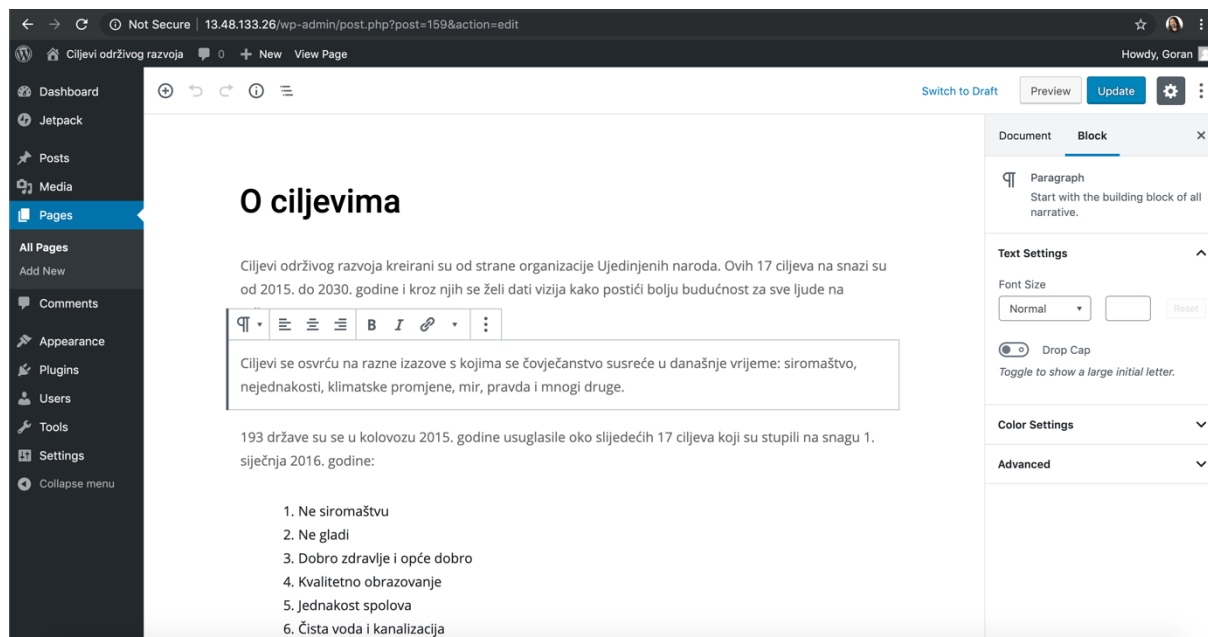 Not Secure | 13.48.133.26/wp-admin/post.php?post=159&action=edit
Ciljevi održivog razvoja 0 New View Page Howdy, Goran
Dashboard
Jetpack
Posts
Media
Pages
All Pages
Add New
Comments
Appearance
Plugins
Users
Tools
Settings
Collapse menu
Switch to Draft Preview Update
O ciljevima
Ciljevi održivog razvoja kreirani su od strane organizacije Ujedinjenih naroda. Ovih 17 ciljeva na snazi su
od 2015. do 2030. godine i kroz njih se želi dati vizija kako postići bolju budućnost za sve ljude na
B I
Ciljevi se osvrću na razne izazove s kojima se čovječanstvo susreće u današnje vrijeme: siromaštvo,
nejednakosti, klimatske promjene, mir, pravda i mnogi druge.
193 države su se u kolovozu 2015. godine usuglasile oko slijedećih 17 ciljeva koji su stupili na snagu 1.
siječnja 2016. godine:
1. Ne siromaštvu
2. Ne gladi
3. Dobro zdravlje i opće dobro
4. Kvalitetno obrazovanje
5. Jednakost spolova
6. Čista voda i kanalizacija
Document Block
Paragraph
Start with the building block of all
narrative.
Text Settings
Font Size
Normal Reset
Drop Cap
Toggle to show a large initial letter.
Color Settings
Advanced